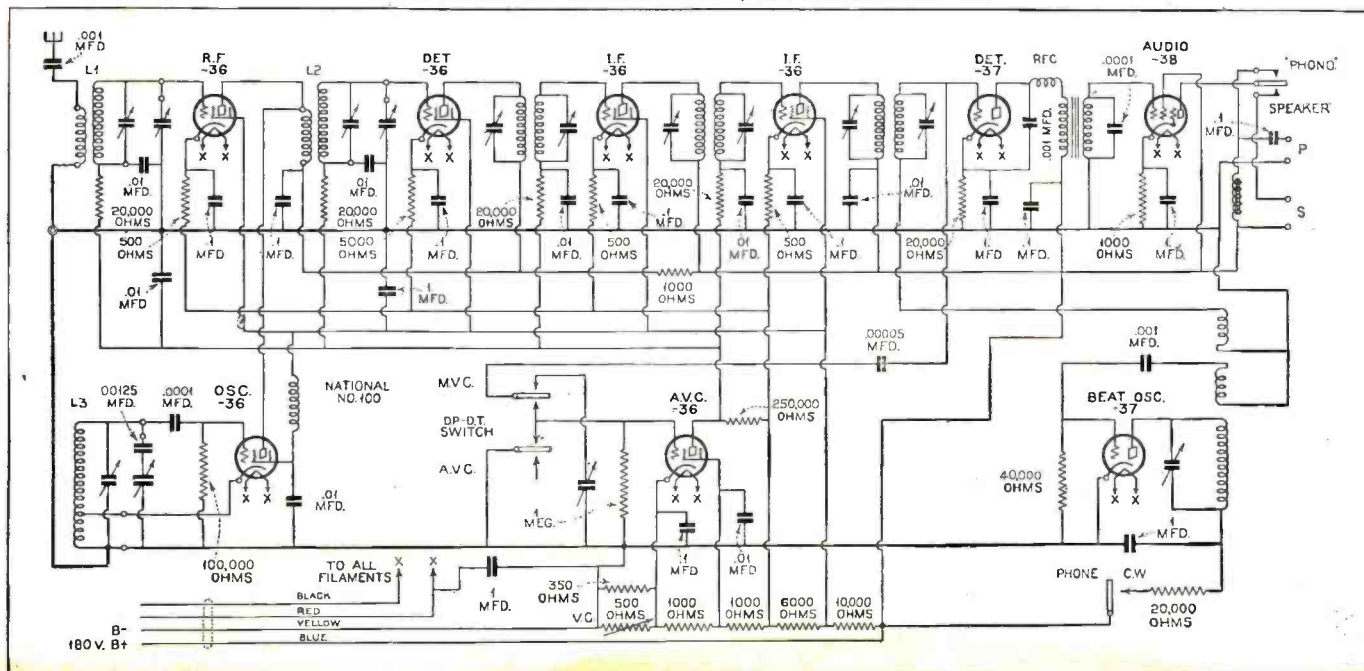 .001
MFD
L1
R.F.
-36
L2
DET
-36
I.F.
-36
I.F.
-36
DET.
-37
RFC
.001 MFD.
.0001
MFD.
AUDIO
-38
"PHONO."
SPEAKER
.1
MFD.
P
S
X X
X X
X X
X X
X X
X X
.01
MFD.
20,000
OHMS
500
OHMS
.1
MFD
.1
MFD.
.01
MFD.
20,000
OHMS
5000
OHMS
.1
MFD.
20,000
OHMS
.01
MFD.
500
OHMS
.1
MFD
20,000
OHMS
.01
MFD.
500
OHMS
.1
MFD.
.01
MFD.
20,000
OHMS
.1
MFD
.1
MFD.
1000
OHMS
.1
MFD.
.01
MFD
.1
MFD.
1000
OHMS
.00005
MFD.
.001
MFD.
L3
.00125
MFD.
.0001
MFD.
OSC.
-36
X X
NATIONAL
NO.100
M.V.C.
D.P.-D.T.
SWITCH
A.V.C.
A.V.C.
-36
X X
250,000
OHMS
BEAT OSC.
-37
X X
40,000
OHMS
.01
MFD.
100,000
OHMS
1
MEG.
.1
MFD
.01
MFD
.1
MFD.
TO ALL
FILAMENTS
X X
.1
MFD.
350
OHMS
V.C
500
OHMS
1000
OHMS
1000
OHMS
6000
OHMS
10,000
OHMS
PHONE
C.W
20,000
OHMS
BLACK
RED
YELLOW
BLUE
B-
180 V. B+